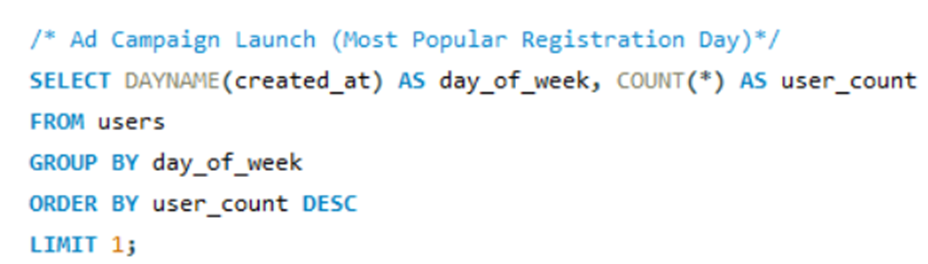 /* Ad Campaign Launch (Most Popular Registration Day)*/
SELECT DAYNAME(created_at) AS day_of_week, COUNT(*) AS user_count
FROM users
GROUP BY day_of_week
ORDER BY user_count DESC
LIMIT 1;